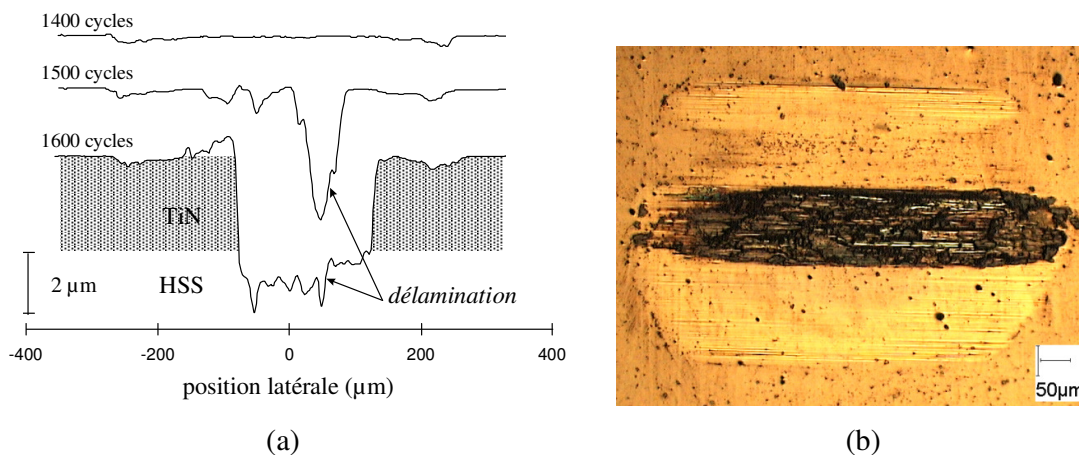 1400 cycles
1500 cycles
1600 cycles
TiN
2 µm
HSS
délamination
-400 -200 0 200 400
position latérale (µm)
50µm
(a) (b)